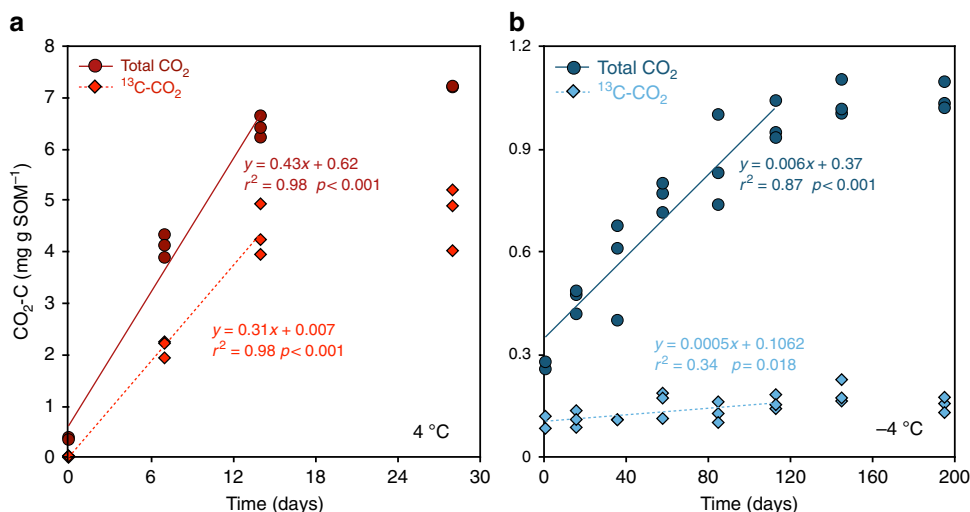 a
8
7
6
5
4
3
2
1
0
CO₂-C (mg g SOM⁻¹)
Total CO₂
¹³C-CO₂
y = 0.43x + 0.62
r² = 0.98 p < 0.001
y = 0.31x + 0.007
r² = 0.98 p < 0.001
4 °C
0 6 12 18 24 30
Time (days)
b
1.2
0.9
0.6
0.3
0
Total CO₂
¹³C-CO₂
y = 0.006x + 0.37
r² = 0.87 p < 0.001
y = 0.0005x + 0.1062
r² = 0.34 p = 0.018
–4 °C
0 40 80 120 160 200
Time (days)